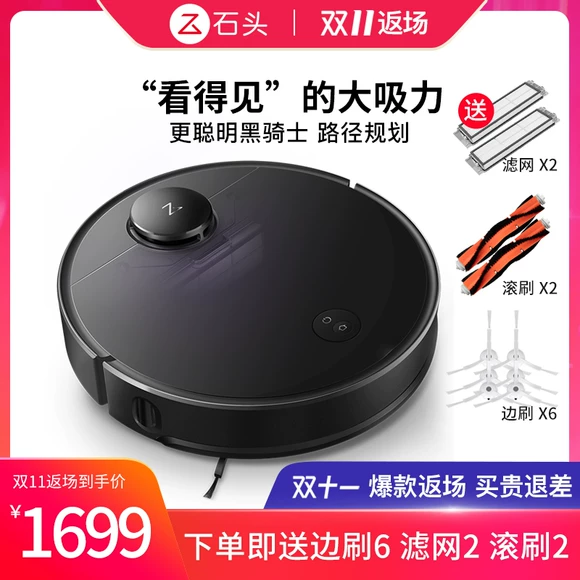 石头 双11返场
“看得见”的大吸力
更聪明黑骑士 路径规划
送
滤网 X2
滚刷 X2
边刷 X6
双11返场到手价
¥1699
双十一 爆款返场 买贵退差
下单即送边刷6 滤网2 滚刷2